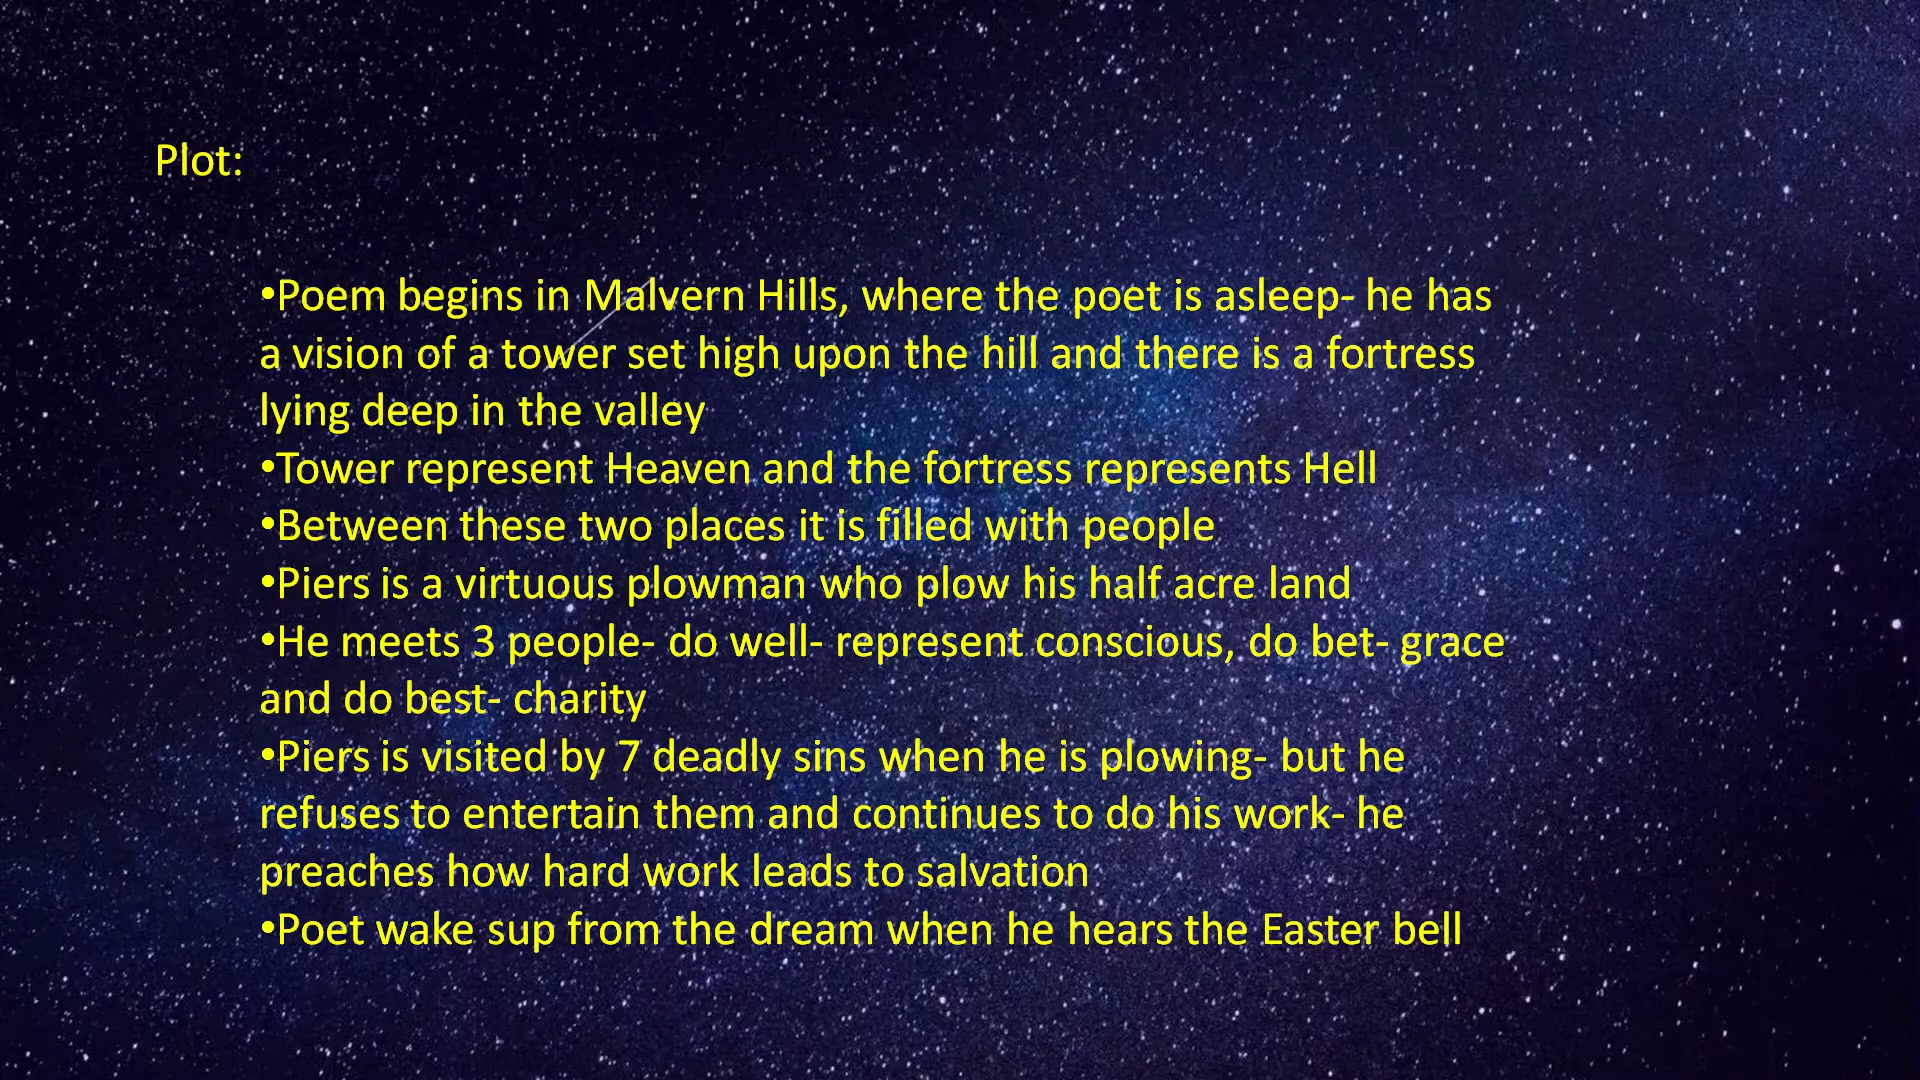 Plot:
•Poem begins in Malvern Hills, where the poet is asleep- he has
a vision of a tower set high upon the hill and there is a fortress
lying deep in the valley
•Tower represent Heaven and the fortress represents Hell
•Between these two places it is filled with people
•Piers is a virtuous plowman who plow his half acre land
•He meets 3 people- do well- represent conscious, do bet- grace
and do best- charity
•Piers is visited by 7 deadly sins when he is plowing- but he
refuses to entertain them and continues to do his work- he
preaches how hard work leads to salvation
•Poet wake sup from the dream when he hears the Easter bell